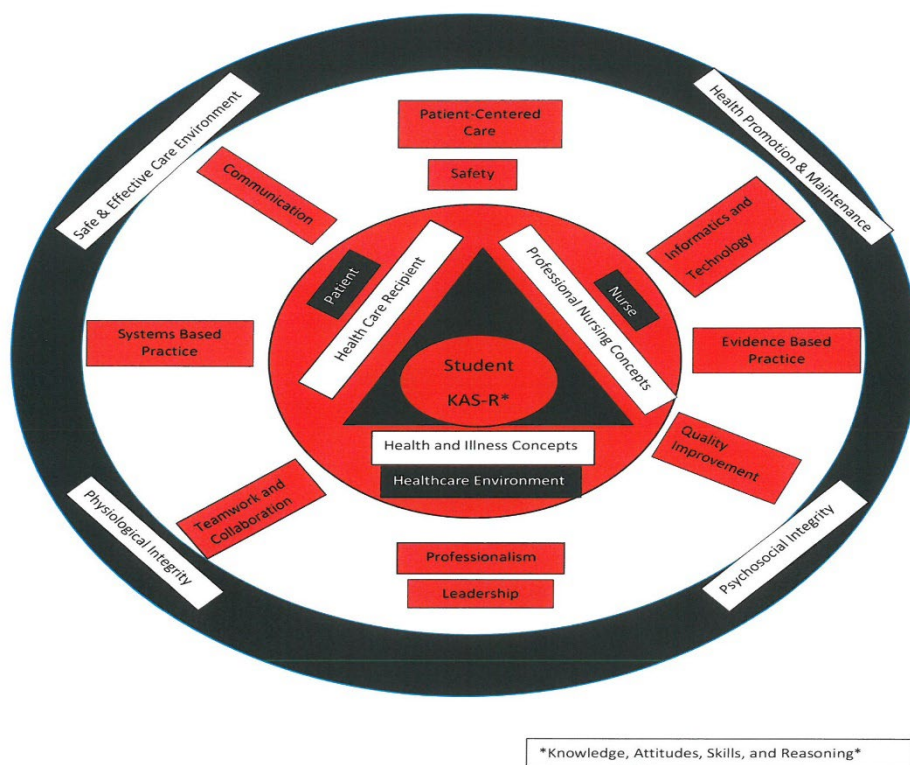 Patient-Centered
Care
Safety
Safe & Effective Care Environment
Health Promotion & Maintenance
Communication
Informatics and
Technology
Patient
Health Care Recipient
Professional Nursing Concepts
Nurse
Systems Based
Practice
Student
KAS-R*
Evidence Based
Practice
Health and Illness Concepts
Healthcare Environment
Quality
Improvement
Teamwork and
Collaboration
Physiological Integrity
Psychosocial Integrity
Professionalism
Leadership
*Knowledge, Attitudes, Skills, and Reasoning*